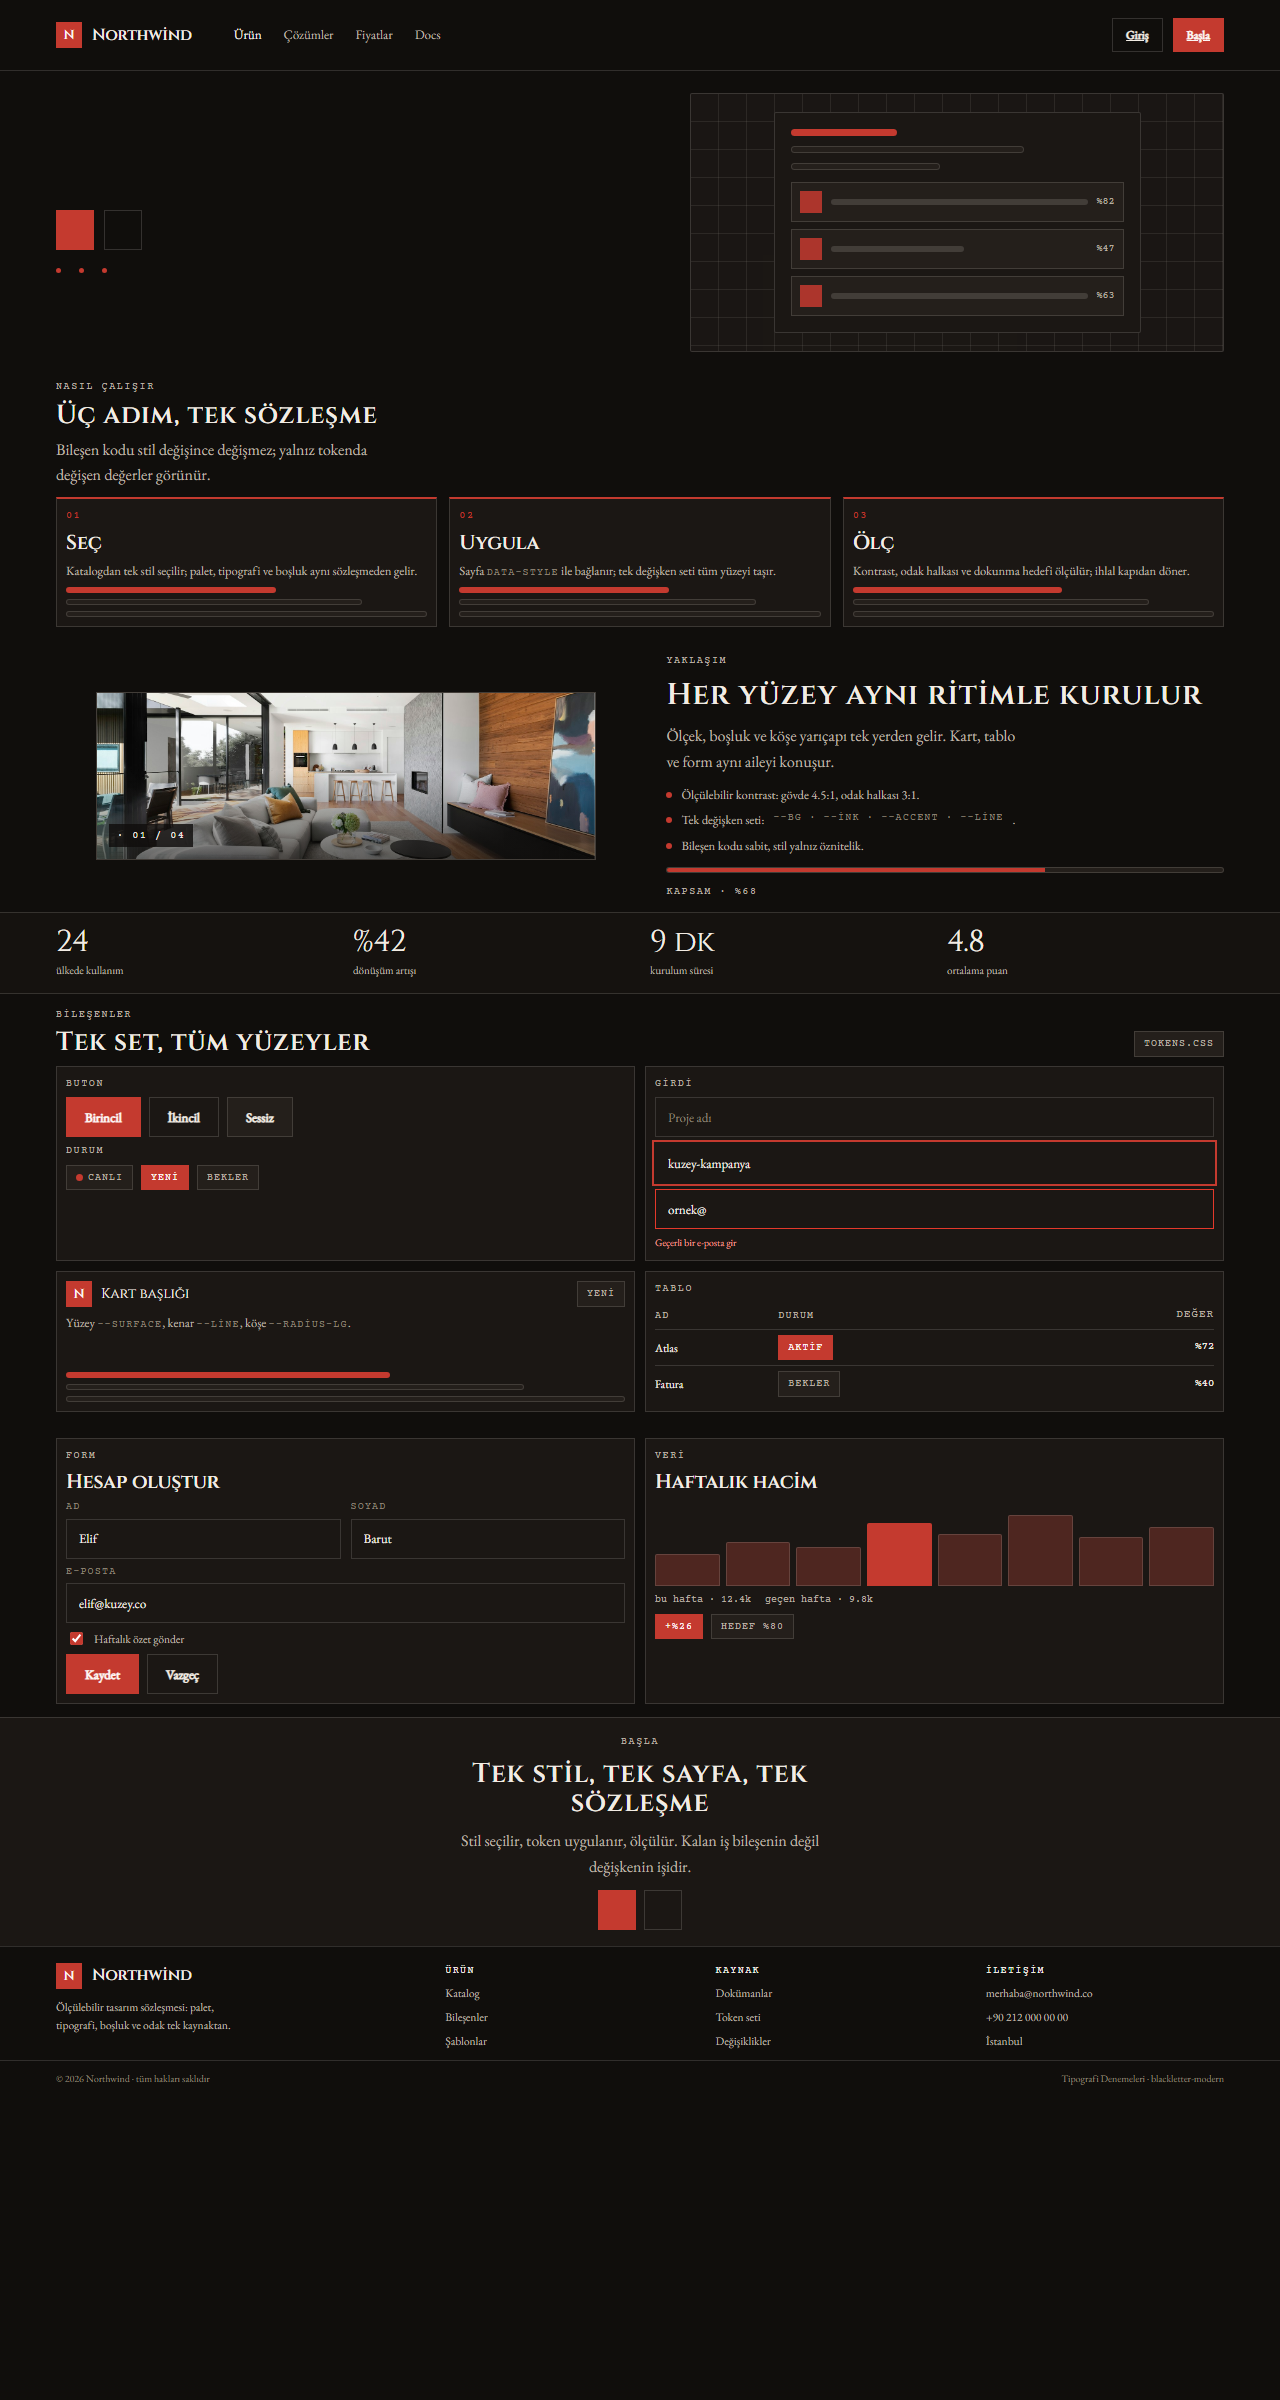 N NORTHWİND Ürün Çözümler Fiyatlar Docs Giriş Başla
%82
%47
%63
NASIL ÇALIŞIR
ÜÇ ADIM, TEK SÖZLEŞME
Bileşen kodu stil değişince değişmez; yalnız tokenda
değişen değerler görünür.
01
SEÇ
Katalogdan tek stil seçilir; palet, tipografi ve boşluk aynı sözleşmeden gelir.
02
UYGULA
Sayfa DATA-STYLE ile bağlanır; tek değişken seti tüm yüzeyi taşır.
03
ÖLÇ
Kontrast, odak halkası ve dokunma hedefi ölçülür; ihlal kapıdan döner.
· 01 / 04
YAKLAŞIM
HER YÜZEY AYNI RİTİMLE KURULUR
Ölçek, boşluk ve köşe yarıçapı tek yerden gelir. Kart, tablo
ve form aynı aileyi konuşur.
Ölçülebilir kontrast: gövde 4.5:1, odak halkası 3:1.
Tek değişken seti: --BG · --İNK · --ACCENT · --LİNE .
Bileşen kodu sabit, stil yalnız öznitelik.
KAPSAM · %68
24
ülkede kullanım
%42
dönüşüm artışı
9 DK
kurulum süresi
4.8
ortalama puan
BİLEŞENLER
TEK SET, TÜM YÜZEYLER
TOKENS.CSS
BUTON
Birincil İkincil Sessiz
DURUM
CANLI YENİ BEKLER
GİRDİ
Proje adı
kuzey-kampanya
ornek@
Geçerli bir e-posta gir
N KART BAŞLIĞI YENİ
Yüzey --SURFACE, kenar --LİNE, köşe --RADİUS-LG.
TABLO
AD DURUM DEĞER
Atlas AKTİF %72
Fatura BEKLER %40
FORM
HESAP OLUŞTUR
AD SOYAD
Elif Barut
E-POSTA
elif@kuzey.co
Haftalık özet gönder
Kaydet Vazgeç
VERİ
HAFTALIK HACİM
bu hafta · 12.4k geçen hafta · 9.8k
+%26 HEDEF %80
BAŞLA
TEK STİL, TEK SAYFA, TEK
SÖZLEŞME
Stil seçilir, token uygulanır, ölçülür. Kalan iş bileşenin değil
değişkenin işidir.
N NORTHWİND
Ölçülebilir tasarım sözleşmesi: palet,
tipografi, boşluk ve odak tek kaynaktan.
ÜRÜN
Katalog
Bileşenler
Şablonlar
KAYNAK
Dokümanlar
Token seti
Değişiklikler
İLETİŞİM
merhaba@northwind.co
+90 212 000 00 00
İstanbul
© 2026 Northwind · tüm hakları saklıdır
Tipografi Denemeleri · blackletter-modern